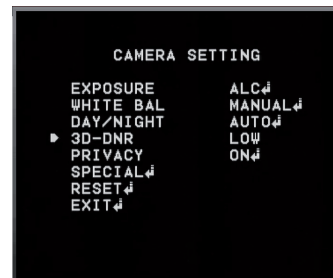 CAMERA SETTING
EXPOSURE ALC↲
WHITE BAL MANUAL↲
DAY/NIGHT AUTO↲
3D-DNR LOW
PRIVACY ON↲
SPECIAL↲
RESET↲
EXIT↲